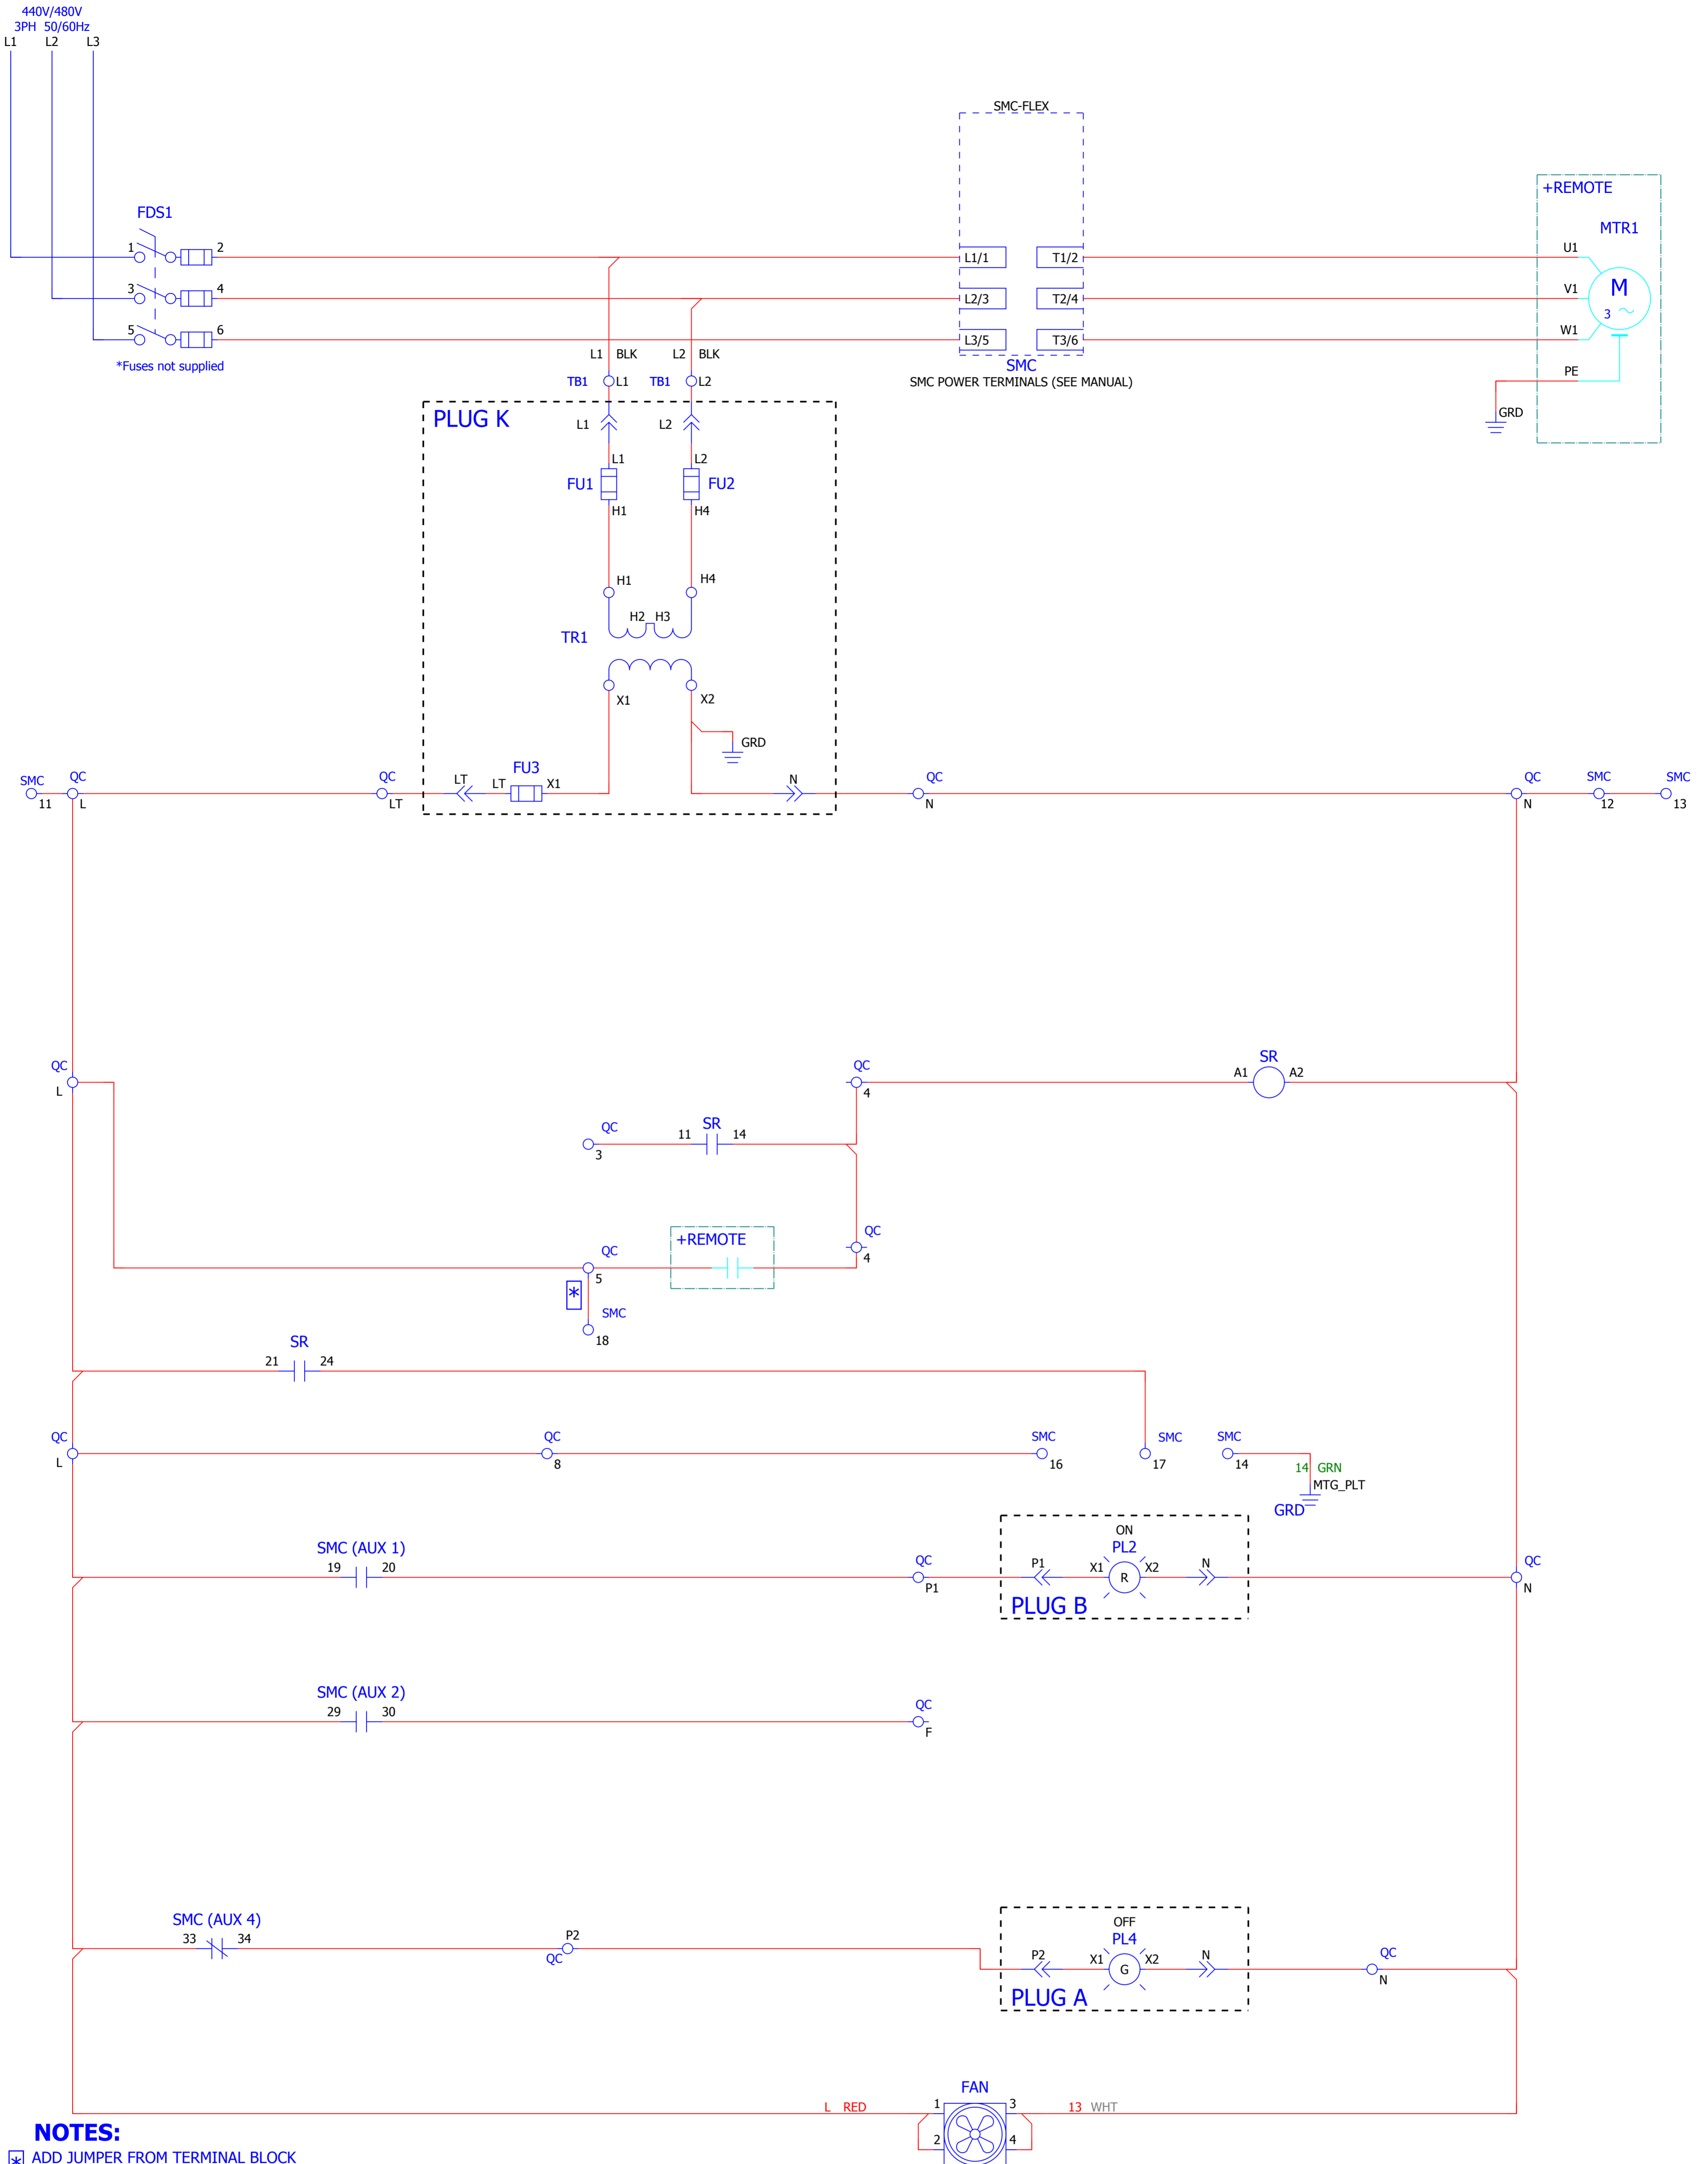 440V/480V
3PH 50/60Hz
L1 L2 L3
SMC-FLEX
+REMOTE
MTR1
FDS1
1 2 L1/1 T1/2 U1
3 4 L2/3 T2/4 V1 M
3
5 6 L3/5 T3/6 W1
*Fuses not supplied
L1 BLK L2 BLK
SMC
SMC POWER TERMINALS (SEE MANUAL)
PE
TB1 L1 TB1 L2
GRD
PLUG K
L1 L2
L1 L2
FU1 FU2
H1 H4
H1 H4
H2 H3
TR1
X1 X2
GRD
SMC QC QC LT LT FU3 X1 N QC QC SMC SMC
11 L LT N N 12 13
QC QC SR
L 4 A1 A2
QC 11 SR 14
3
QC
4
QC +REMOTE
5
*
SMC
18
SR
21 24
QC QC SMC SMC SMC
L 8 16 17 14
14 GRN
MTG_PLT
GRD
SMC (AUX 1)
19 20
QC
P1
ON
PL2
P1 X1 R X2 N
PLUG B
QC
N
SMC (AUX 2)
29 30
QC
F
SMC (AUX 4)
33 34
P2
QC
OFF
PL4
P2 X1 G X2 N
PLUG A
QC
N
FAN
L RED 1 3 13 WHT
2 4
NOTES:
* ADD JUMPER FROM TERMINAL BLOCK